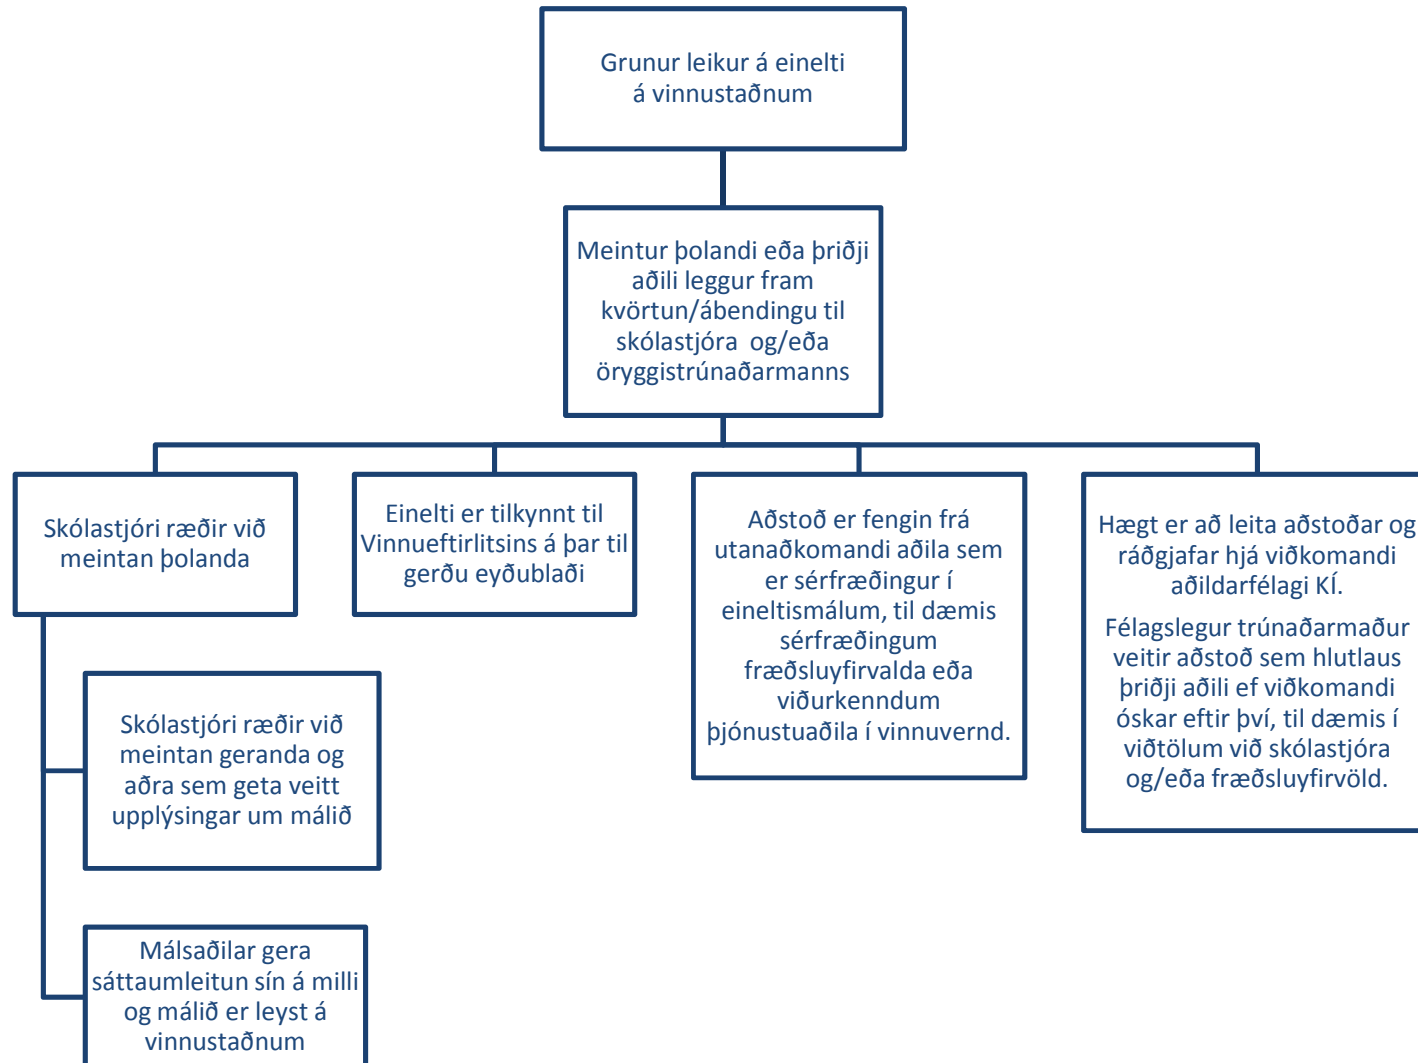 Grunur leikur á einelti
á vinnustaðnum
Meintur þolandi eða þriðji
aðili leggur fram
kvörtun/ábendingu til
skólastjóra og/eða
öryggistrúnaðarmanns
Skólastjóri ræðir við
meintan þolanda
Einelti er tilkynnt til
Vinnueftirlitsins á þar til
gerðu eyðublaði
Aðstoð er fengin frá
utanaðkomandi aðila sem
er sérfræðingur í
eineltismálum, til dæmis
sérfræðingum
fræðsluyfirvalda eða
viðurkenndum
þjónustuaðila í vinnuvernd.
Hægt er að leita aðstoðar og
ráðgjafar hjá viðkomandi
aðildarfélagi KÍ.
Félagslegur trúnaðarmaður
veitir aðstoð sem hlutlaus
þriðji aðili ef viðkomandi
óskar eftir því, til dæmis í
viðtölum við skólastjóra
og/eða fræðsluyfirvöld.
Skólastjóri ræðir við
meintan geranda og
aðra sem geta veitt
upplýsingar um málið
Málsaðilar gera
sáttaumleitun sín á milli
og málið er leyst á
vinnustaðnum